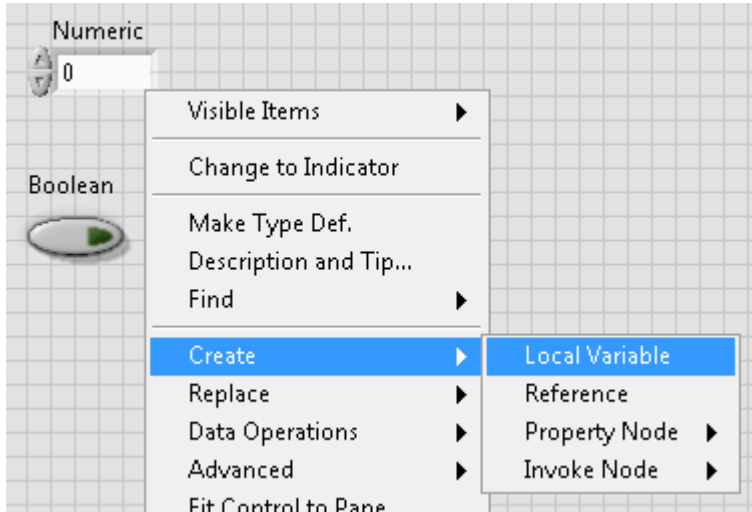 Numeric
0
Visible Items
Change to Indicator
Boolean
Make Type Def.
Description and Tip...
Find
Create
Local Variable
Replace
Reference
Data Operations
Property Node
Advanced
Invoke Node
Fit Control to Pane